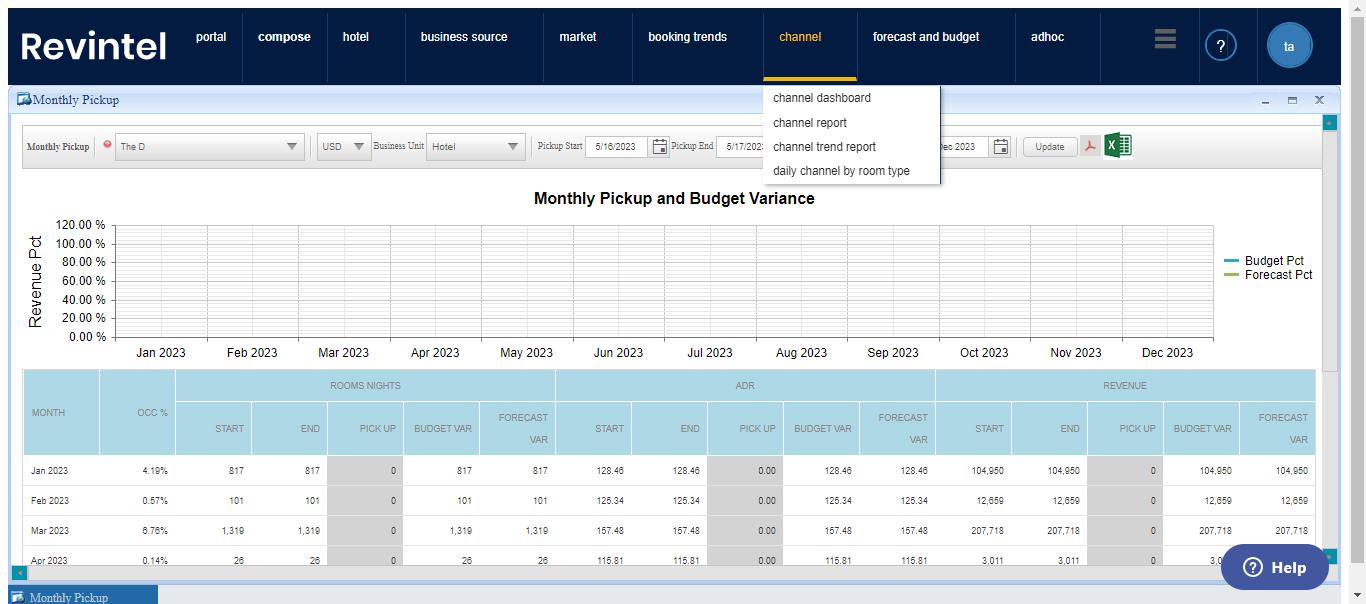 Revintel
portal compose hotel business source market booking trends channel forecast and budget adhoc ? ta
Monthly Pickup
channel dashboard
channel report
channel trend report
daily channel by room type
Monthly Pickup The D USD Business Unit Hotel Pickup Start 5/16/2023 Pickup End 5/17/202 Dec 2023 Update
Monthly Pickup and Budget Variance
Revenue Pct
120.00 %
100.00 %
80.00 %
60.00 %
40.00 %
20.00 %
0.00 %
Budget Pct
Forecast Pct
Jan 2023 Feb 2023 Mar 2023 Apr 2023 May 2023 Jun 2023 Jul 2023 Aug 2023 Sep 2023 Oct 2023 Nov 2023 Dec 2023
MONTH OCC % ROOMS NIGHTS ADR REVENUE
START END PICK UP BUDGET VAR FORECAST VAR START END PICK UP BUDGET VAR FORECAST VAR START END PICK UP BUDGET VAR FORECAST VAR
Jan 2023 4.19% 817 817 0 817 817 128.46 128.46 0.00 128.46 128.46 104,950 104,950 0 104,950 104,950
Feb 2023 0.57% 101 101 0 101 101 125.34 125.34 0.00 125.34 125.34 12,659 12,659 0 12,659 12,659
Mar 2023 6.76% 1,319 1,319 0 1,319 1,319 157.48 157.48 0.00 157.48 157.48 207,718 207,718 0 207,718 207,718
Apr 2023 0.14% 26 26 0 26 26 115.81 115.81 0.00 115.81 115.81 3,011 3,011 0
? Help
Monthly Pickup